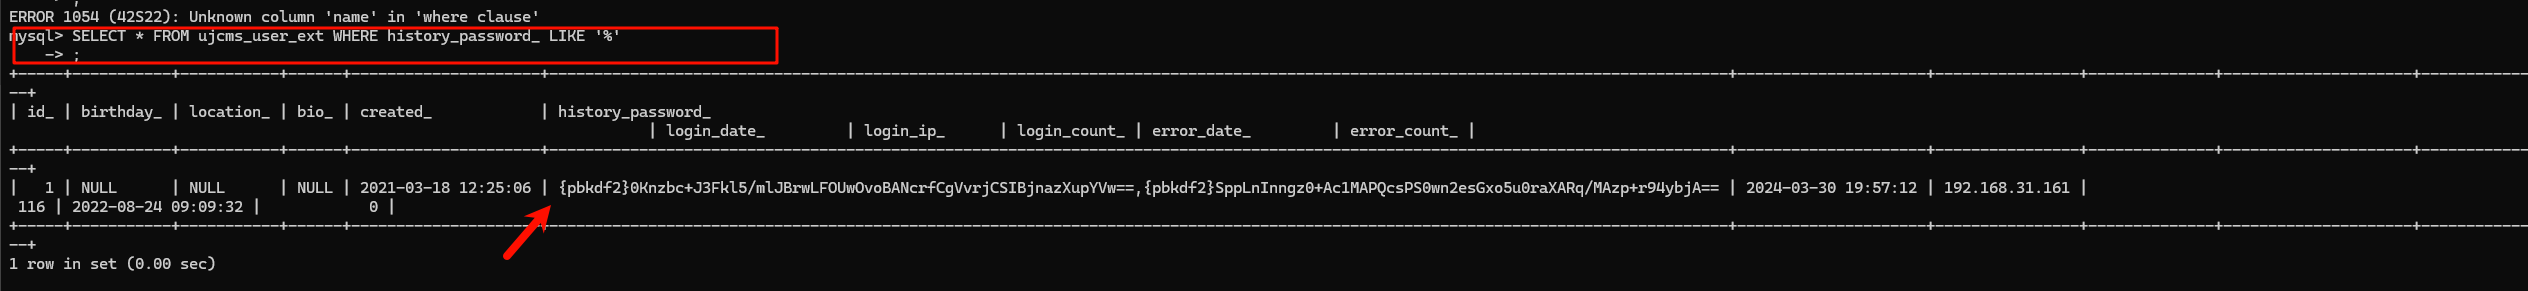 ERROR 1054 (42S22): Unknown column 'name' in 'where clause'
mysql> SELECT * FROM ujcms_user_ext WHERE history_password_ LIKE '%'
    -> ;
--+
| id_ | birthday_ | location_ | bio_ | created_            | history_password_
| login_date_         | login_ip_      | login_count_ | error_date_         | error_count_ |
--+
|   1 | NULL      | NULL      | NULL | 2021-03-18 12:25:06 | {pbkdf2}0Knzbc+J3Fkl5/mlJBrwLFOUwOvoBANcrfCgVvrjCSIBjnazXupYVw==,{pbkdf2}SppLnInngz0+Ac1MAPQcsPS0wn2esGxo5u0raXARq/MAzp+r94ybjA== | 2024-03-30 19:57:12 | 192.168.31.161 |
 116 | 2022-08-24 09:09:32 |            0 |
--+
1 row in set (0.00 sec)